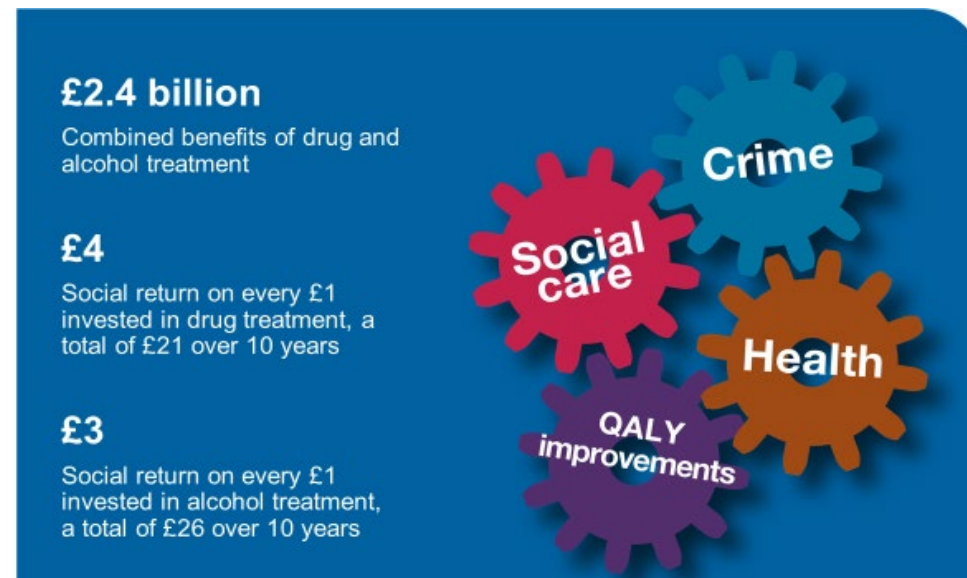 £2.4 billion
Combined benefits of drug and
alcohol treatment
£4
Social return on every £1
invested in drug treatment, a
total of £21 over 10 years
£3
Social return on every £1
invested in alcohol treatment,
a total of £26 over 10 years
Crime
Social
care
Health
QALY
improvements